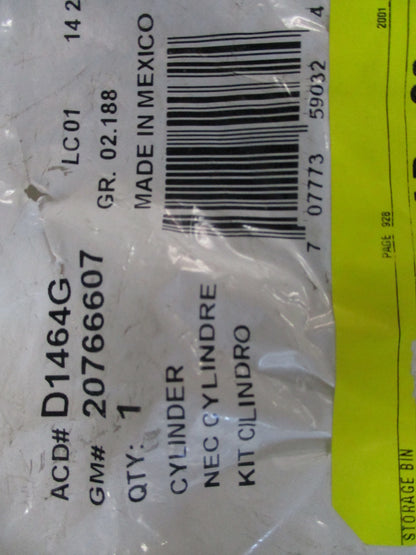 ACD# D1464G LC01 14 2
GM# 20766607 GR. 02.188
QTY: 1 MADE IN MEXICO
CYLINDER
NEC CYLINDRE
KIT CILINDRO
7 07773 59032 4
STORAGE BIN PAGE 928 2001